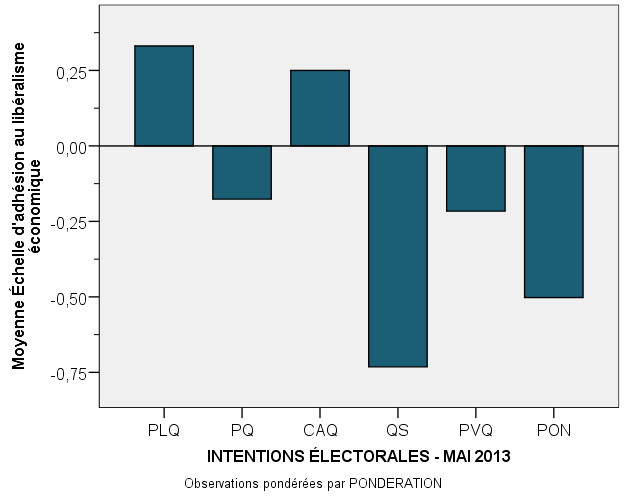 Moyenne Échelle d'adhésion au libéralisme
économique
0,25
0,00
-0,25
-0,50
-0,75
PLQ PQ CAQ QS PVQ PON
INTENTIONS ÉLECTORALES - MAI 2013
Observations pondérées par PONDERATION